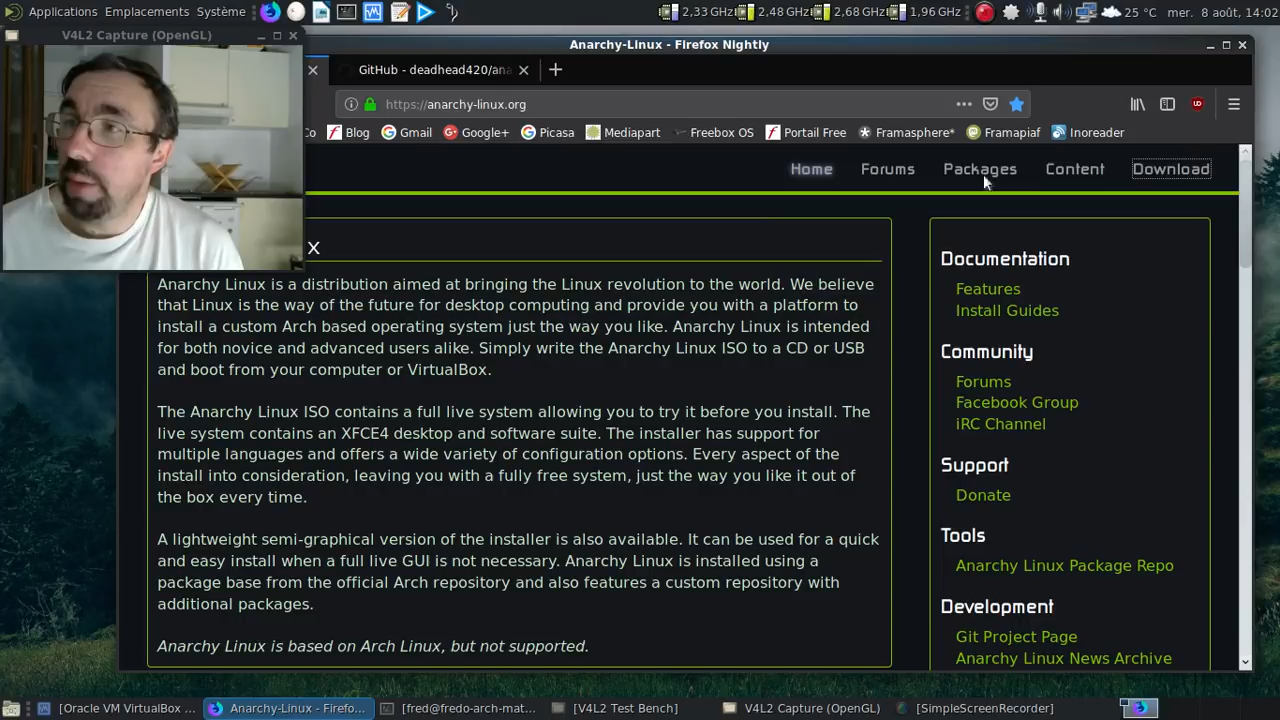 Applications Emplacements Système
2,33 GHz 2,48 GHz 2,68 GHz 1,96 GHz 25 °C mer. 8 août, 14:02
V4L2 Capture (OpenGL)
Anarchy-Linux - Firefox Nightly
GitHub - deadhead420/ana
https://anarchy-linux.org
Co Blog Gmail Google+ Picasa Mediapart Freebox OS Portail Free Framasphere* Framapiaf Inoreader
Home Forums Packages Content Download
x
Anarchy Linux is a distribution aimed at bringing the Linux revolution to the world. We believe
that Linux is the way of the future for desktop computing and provide you with a platform to
install a custom Arch based operating system just the way you like. Anarchy Linux is intended
for both novice and advanced users alike. Simply write the Anarchy Linux ISO to a CD or USB
and boot from your computer or VirtualBox.
The Anarchy Linux ISO contains a full live system allowing you to try it before you install. The
live system contains an XFCE4 desktop and software suite. The installer has support for
multiple languages and offers a wide variety of configuration options. Every aspect of the
install into consideration, leaving you with a fully free system, just the way you like it out of
the box every time.
A lightweight semi-graphical version of the installer is also available. It can be used for a quick
and easy install when a full live GUI is not necessary. Anarchy Linux is installed using a
package base from the official Arch repository and also features a custom repository with
additional packages.
Anarchy Linux is based on Arch Linux, but not supported.
Documentation
Features
Install Guides
Community
Forums
Facebook Group
iRC Channel
Support
Donate
Tools
Anarchy Linux Package Repo
Development
Git Project Page
Anarchy Linux News Archive
[Oracle VM VirtualBox ... Anarchy-Linux - Firefo... [fred@fredo-arch-mat... [V4L2 Test Bench] V4L2 Capture (OpenGL) [SimpleScreenRecorder]